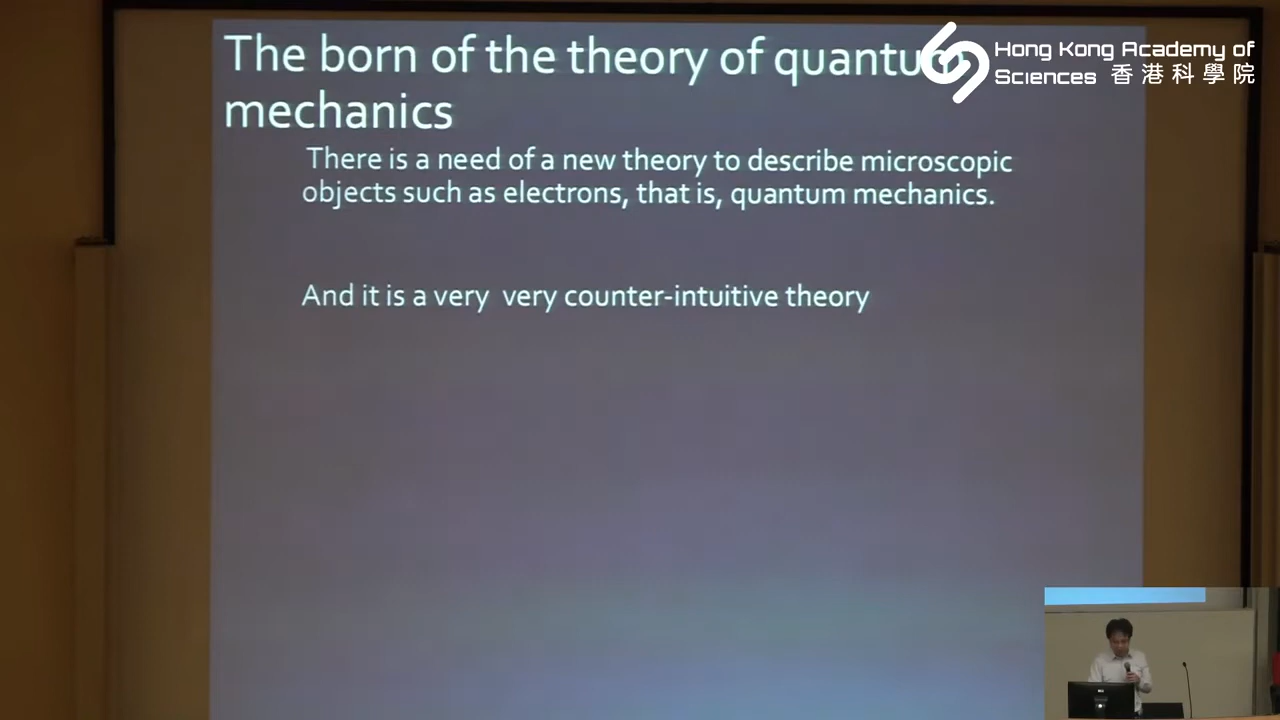 The born of the theory of quantum
mechanics
Hong Kong Academy of
Sciences 香港科學院
There is a need of a new theory to describe microscopic
objects such as electrons, that is, quantum mechanics.
And it is a very very counter-intuitive theory